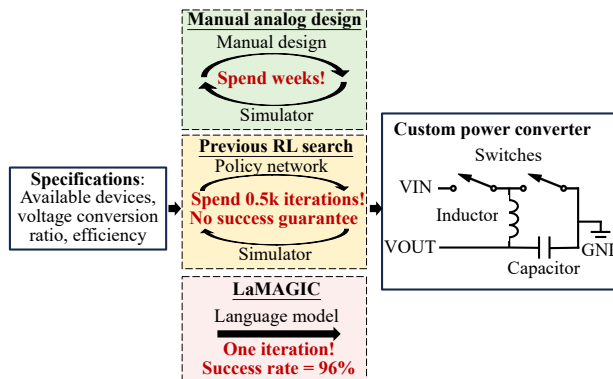 Manual analog design
Manual design
Spend weeks!
Simulator
Previous RL search
Policy network
Spend 0.5k iterations!
No success guarantee
Simulator
LaMAGIC
Language model
One iteration!
Success rate = 96%
Specifications:
Available devices,
voltage conversion
ratio, efficiency
Custom power converter
Switches
VIN
Inductor
VOUT
GND
Capacitor